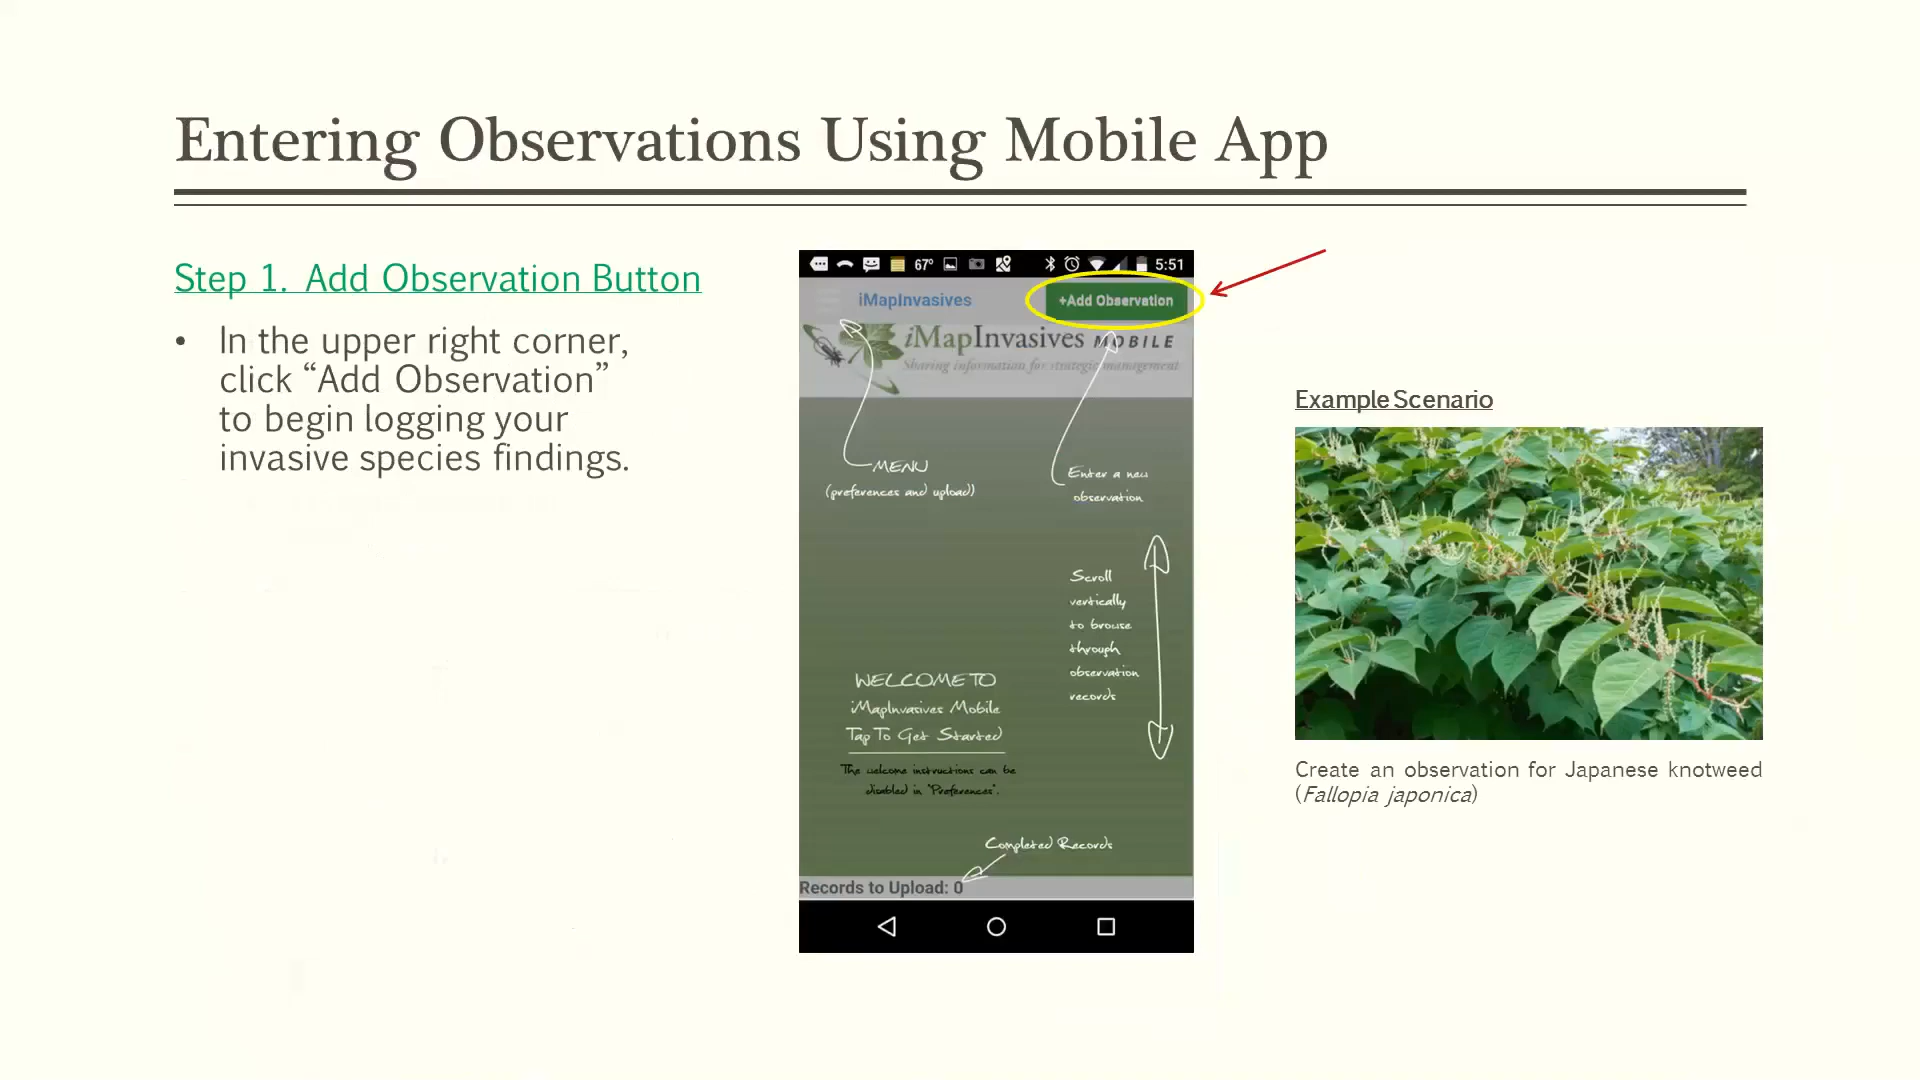 Entering Observations Using Mobile App
Step 1. Add Observation Button
• In the upper right corner,
click “Add Observation”
to begin logging your
invasive species findings.
67° 5:51
iMapInvasives
+Add Observation
iMapInvasives MOBILE
Sharing information for strategic management
MENU
(preferences and upload))
Enter a new
observation
Scroll
vertically
to browse
through
observation
records
WELCOME TO
iMapInvasives Mobile
Tap To Get Started
The welcome instructions can be
disabled in 'Preferences'.
Completed Records
Records to Upload: 0
Example Scenario
Create an observation for Japanese knotweed
(Fallopia japonica)